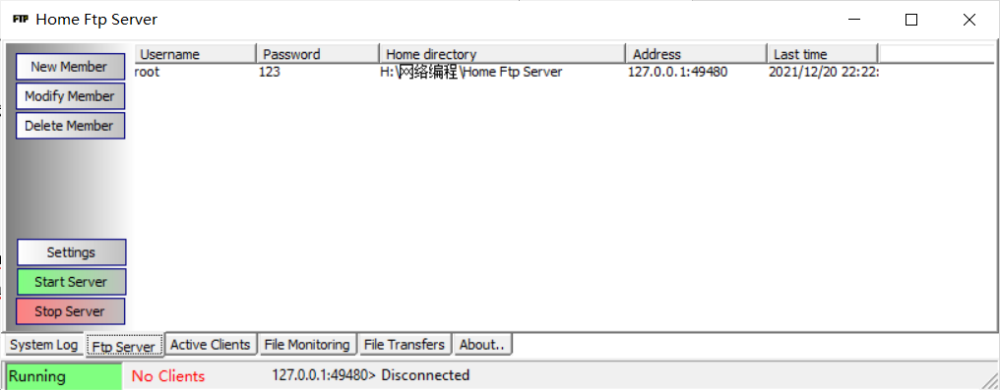 FTP Home Ftp Server
New Member
Modify Member
Delete Member
Settings
Start Server
Stop Server
Username Password Home directory Address Last time
root 123 H:\网络编程\Home Ftp Server 127.0.0.1:49480 2021/12/20 22:22:
System Log Ftp Server Active Clients File Monitoring File Transfers About..
Running No Clients 127.0.0.1:49480> Disconnected